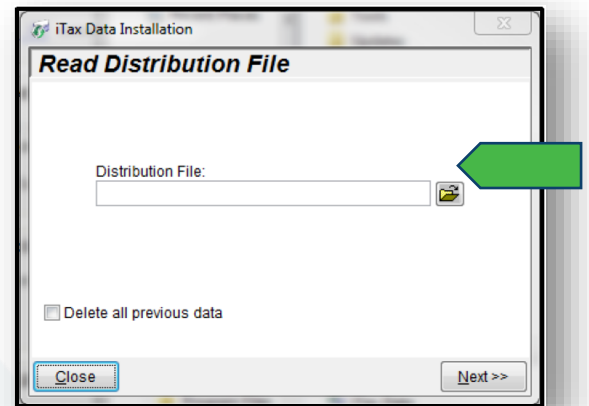 iTax Data Installation
Read Distribution File
Distribution File:
Delete all previous data
Close
Next >>